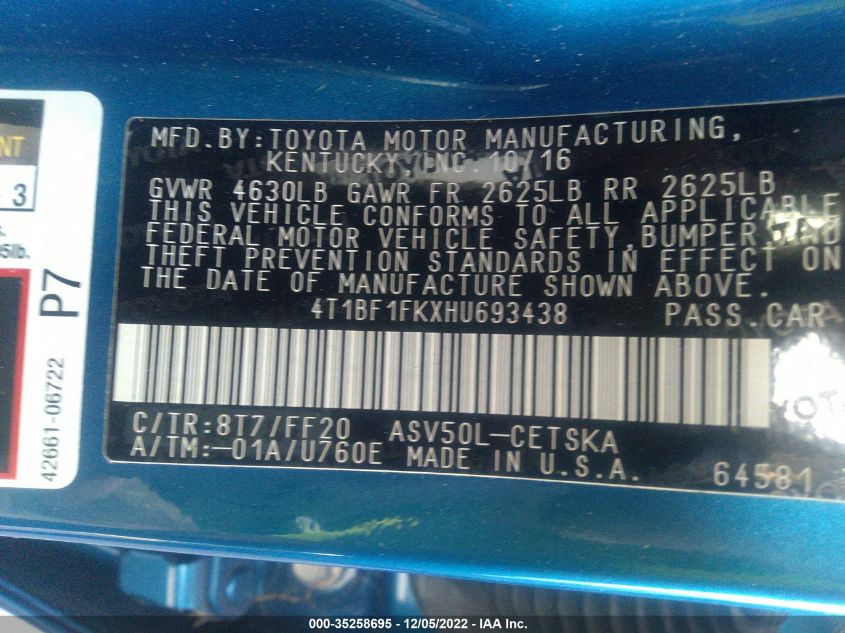 MFD.BY:TOYOTA MOTOR MANUFACTURING,
KENTUCKY, INC. 10/16
GVWR 4630LB GAWR FR 2625LB RR 2625LB
THIS VEHICLE CONFORMS TO ALL APPLICABLE
FEDERAL MOTOR VEHICLE SAFETY,BUMPER,AND
THEFT PREVENTION STANDARDS IN EFFECT ON
THE DATE OF MANUFACTURE SHOWN ABOVE.
4T1BF1FKXHU693438 PASS.CAR
C/TR:8T7/FF20 ASV50L-CETSKA
A/TM:-01A/U760E MADE IN U.S.A. 64581
3
P7
42661-06722
000-35258695 - 12/05/2022 - IAA Inc.